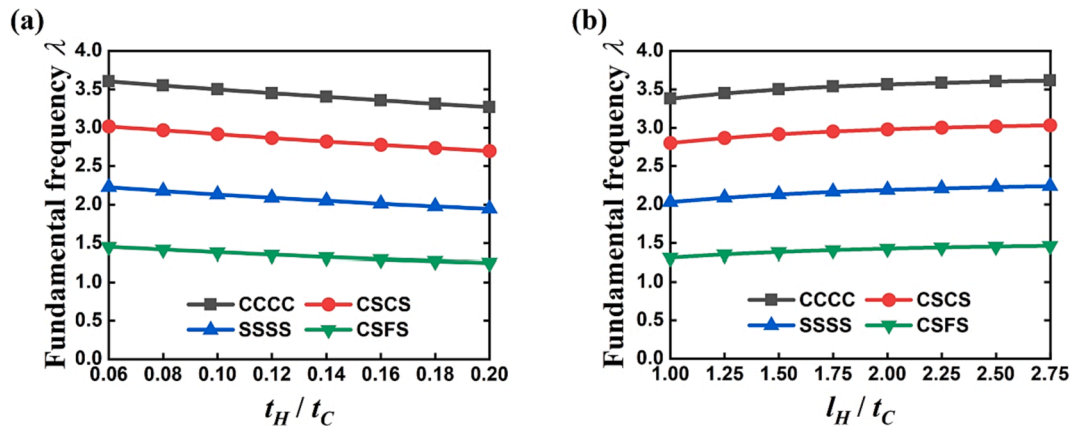 (a)
Fundamental frequency λ
4.0
3.5
3.0
2.5
2.0
1.5
1.0
0.5
0.0
CCCC CSCS
SSSS CSFS
0.06 0.08 0.10 0.12 0.14 0.16 0.18 0.20
t_H / t_C
(b)
Fundamental frequency λ
4.0
3.5
3.0
2.5
2.0
1.5
1.0
0.5
0.0
CCCC CSCS
SSSS CSFS
1.00 1.25 1.50 1.75 2.00 2.25 2.50 2.75
l_H / t_C